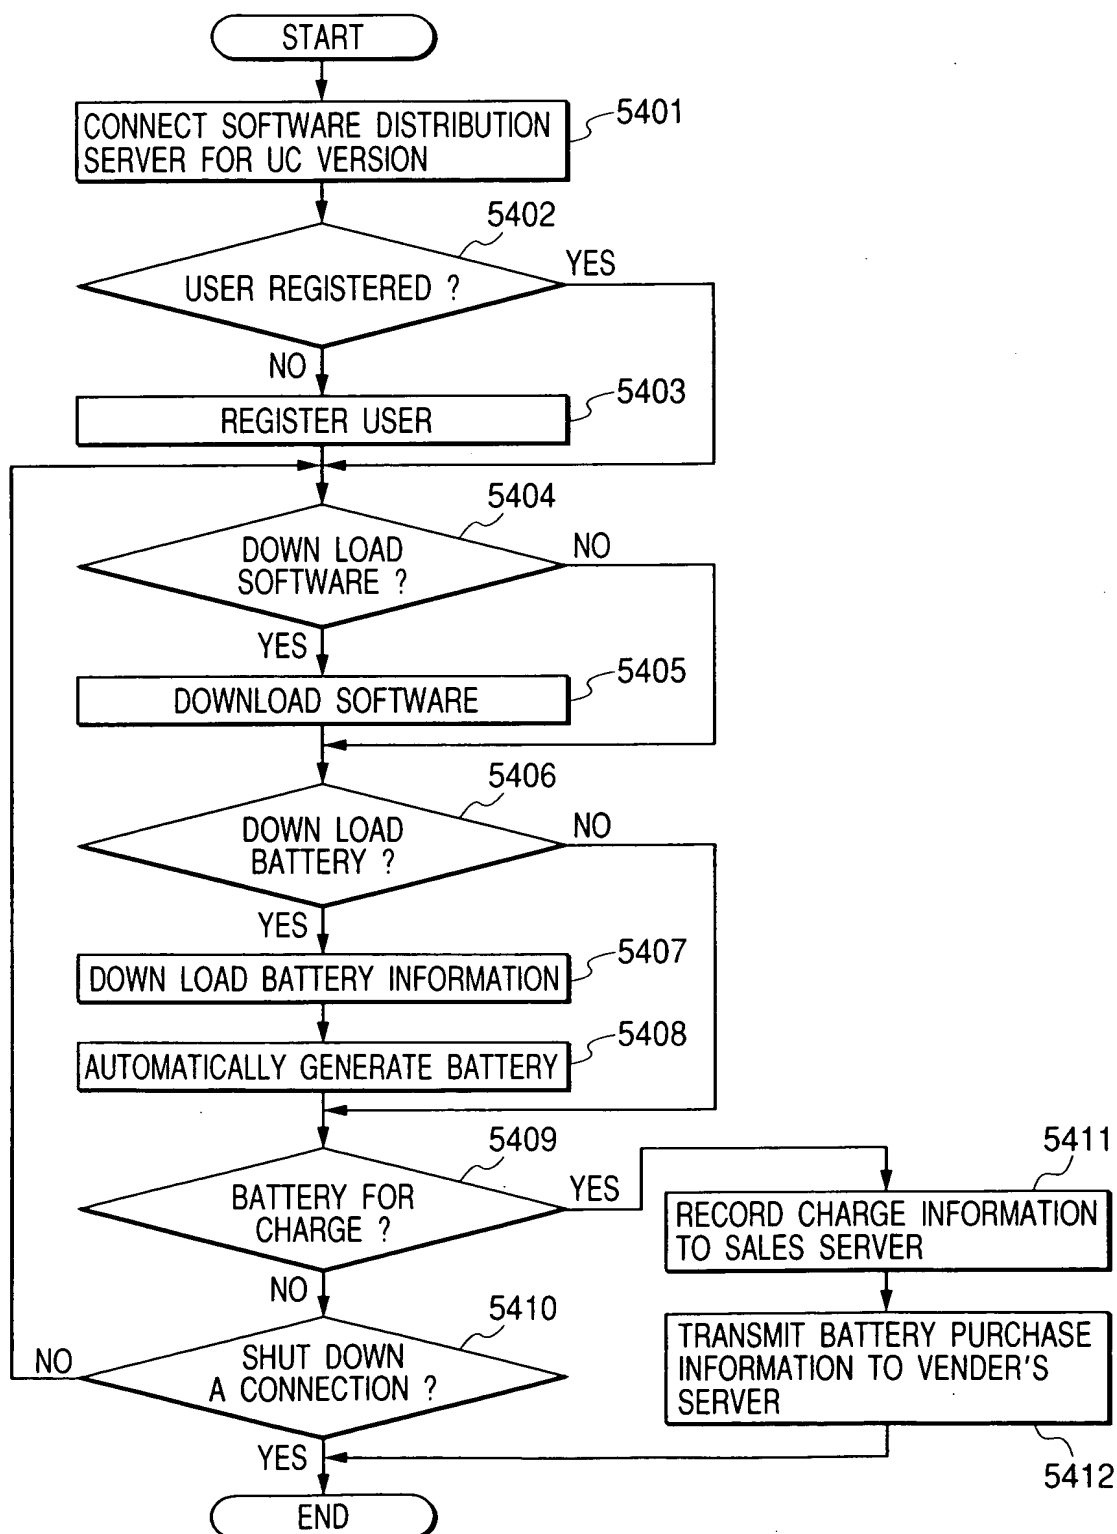 START
CONNECT SOFTWARE DISTRIBUTION
SERVER FOR UC VERSION
5401
5402
USER REGISTERED ?
YES
NO
REGISTER USER
5403
5404
DOWN LOAD
SOFTWARE ?
NO
YES
DOWNLOAD SOFTWARE
5405
5406
DOWN LOAD
BATTERY ?
NO
YES
DOWN LOAD BATTERY INFORMATION
5407
AUTOMATICALLY GENERATE BATTERY
5408
5409
BATTERY FOR
CHARGE ?
YES
NO
5411
RECORD CHARGE INFORMATION
TO SALES SERVER
5410
SHUT DOWN
A CONNECTION ?
NO
YES
TRANSMIT BATTERY PURCHASE
INFORMATION TO VENDER'S
SERVER
5412
END